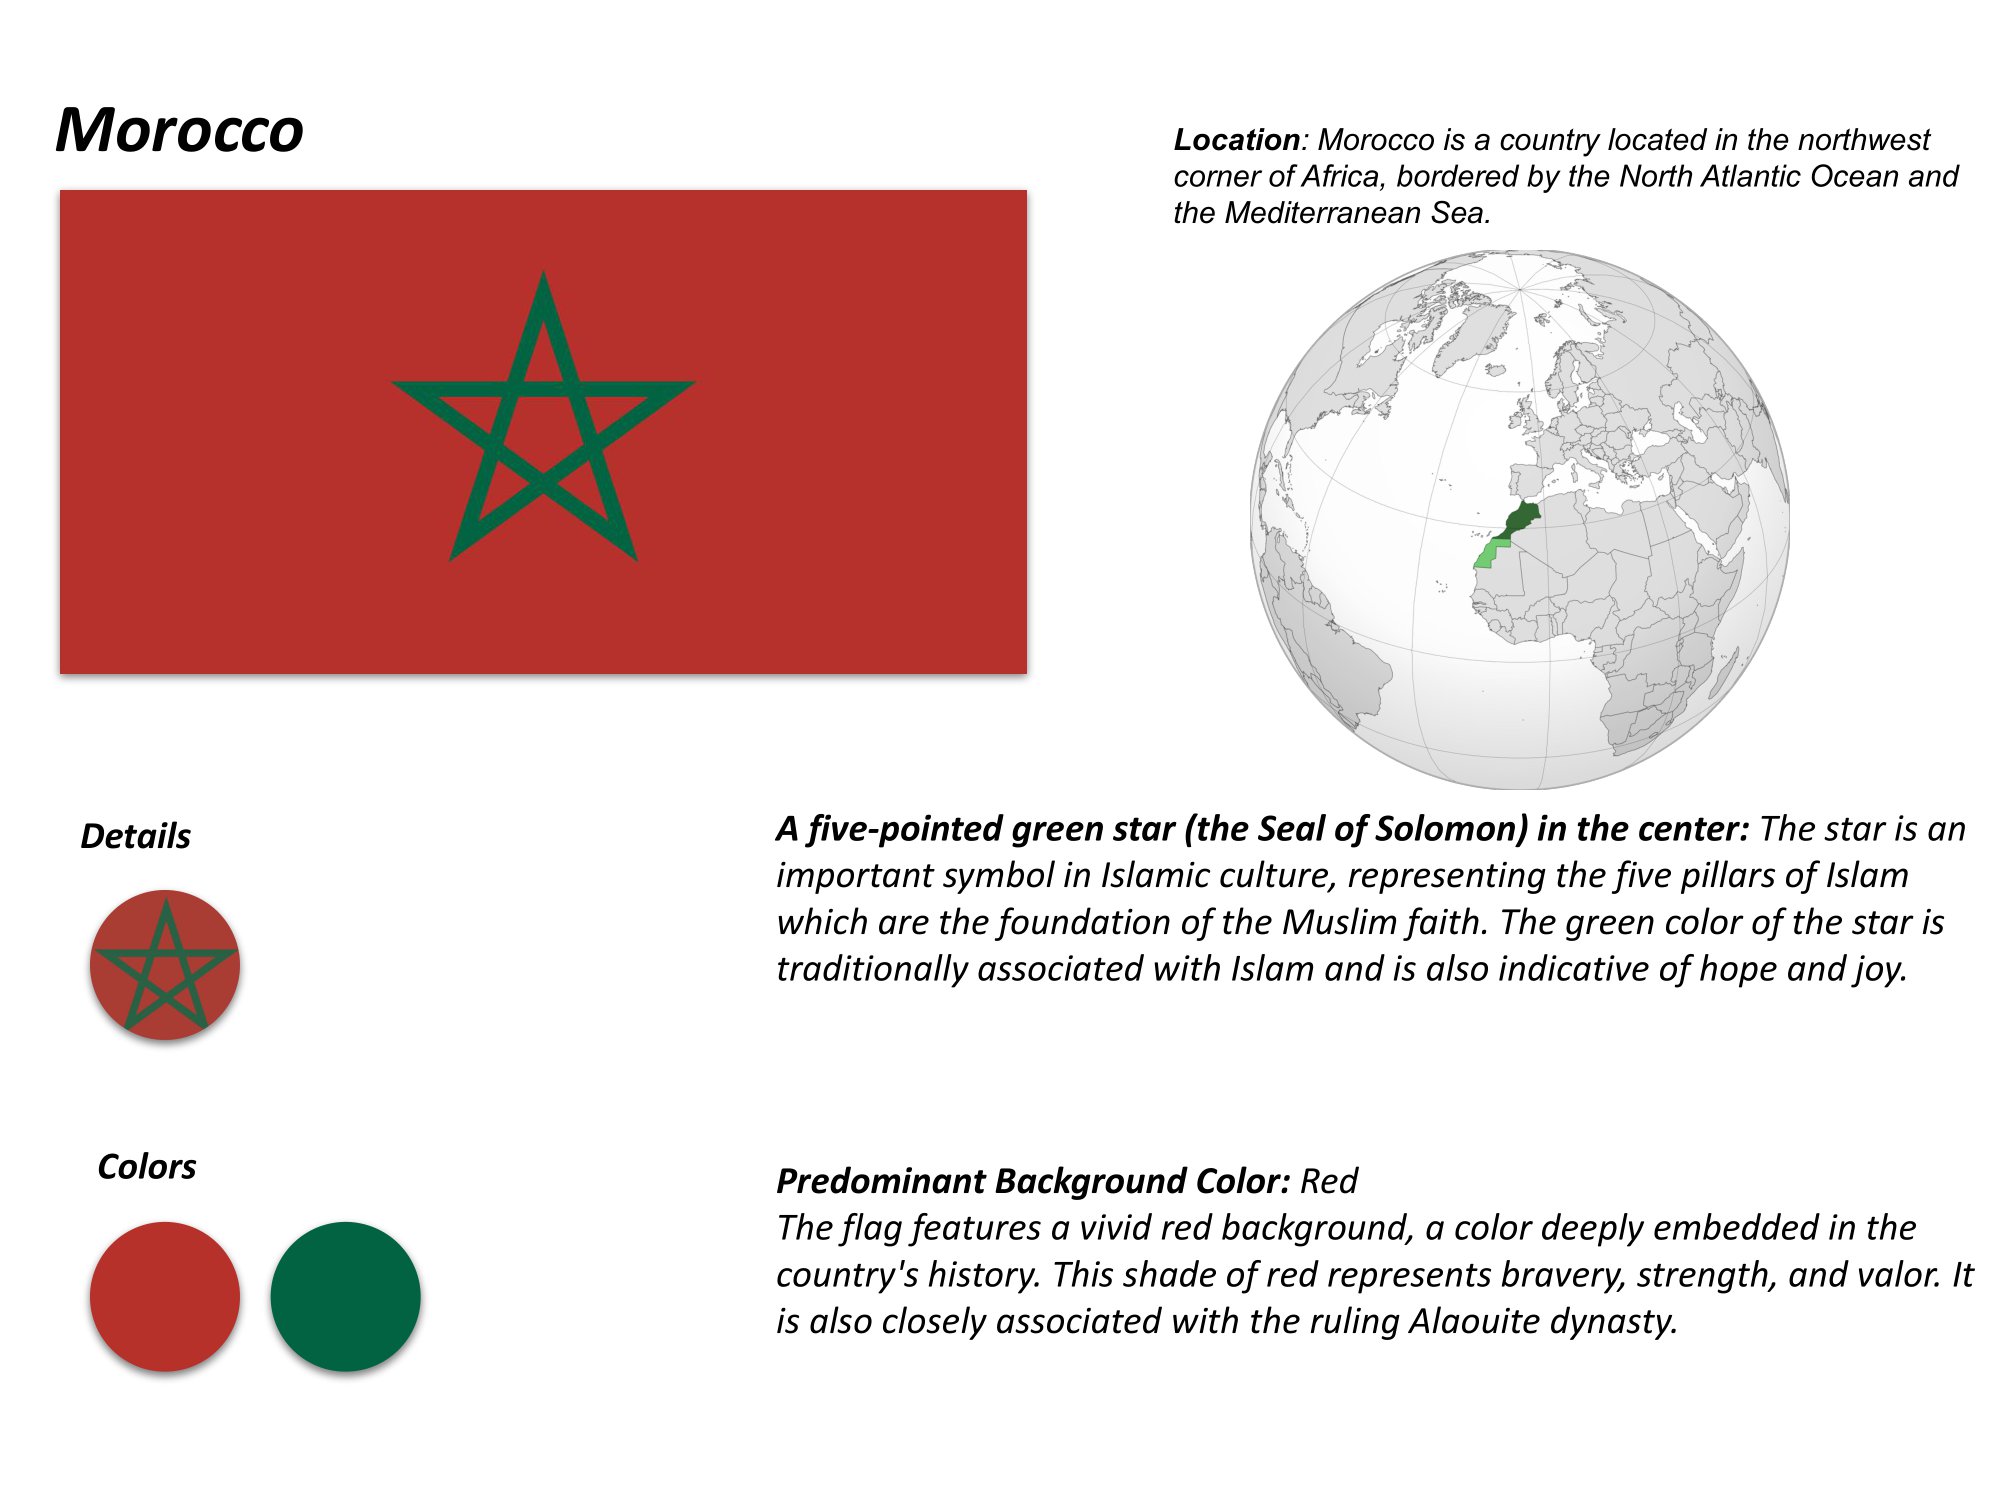 Morocco
Location: Morocco is a country located in the northwest
corner of Africa, bordered by the North Atlantic Ocean and
the Mediterranean Sea.
Details
A five-pointed green star (the Seal of Solomon) in the center: The star is an
important symbol in Islamic culture, representing the five pillars of Islam
which are the foundation of the Muslim faith. The green color of the star is
traditionally associated with Islam and is also indicative of hope and joy.
Colors
Predominant Background Color: Red
The flag features a vivid red background, a color deeply embedded in the
country's history. This shade of red represents bravery, strength, and valor. It
is also closely associated with the ruling Alaouite dynasty.